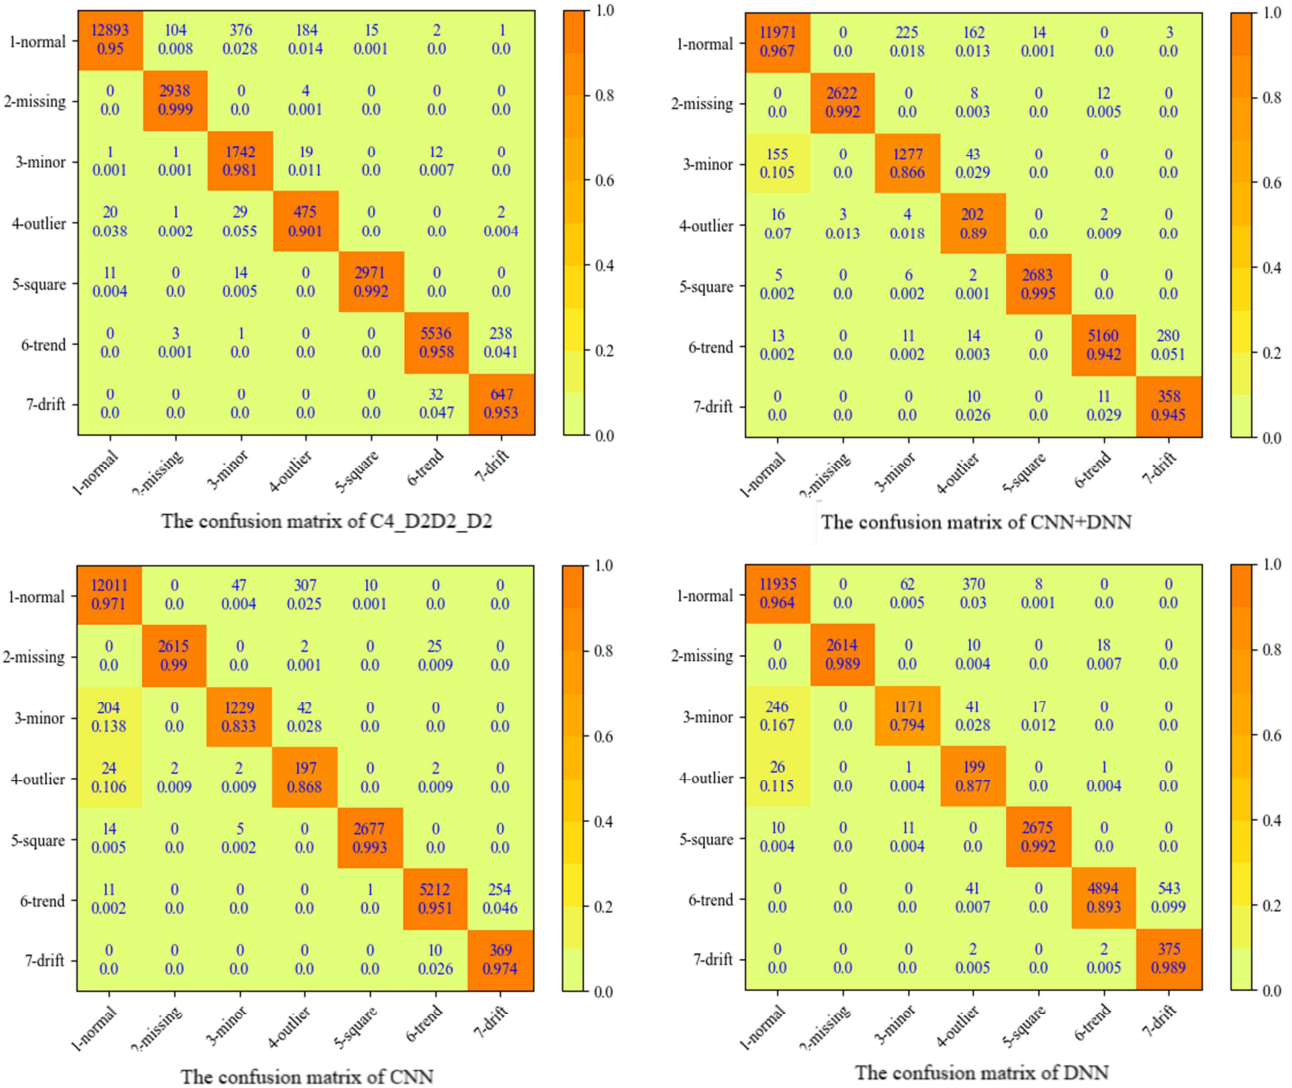 12893 104 376 184 15 2 1
1-normal
0.95 0.008 0.028 0.014 0.001 0.0 0.0
0 2938 0 4 0 0 0
2-missing
0.0 0.999 0.0 0.001 0.0 0.0 0.0
1 1 1742 19 0 12 0
3-minor
0.001 0.001 0.981 0.011 0.0 0.007 0.0
20 1 29 475 0 0 2
4-outlier
0.038 0.002 0.055 0.901 0.0 0.0 0.004
11 0 14 0 2971 0 0
5-square
0.004 0.0 0.005 0.0 0.992 0.0 0.0
0 3 1 0 0 5536 238
6-trend
0.0 0.001 0.0 0.0 0.0 0.958 0.041
0 0 0 0 0 32 647
7-drift
0.0 0.0 0.0 0.0 0.0 0.047 0.953
1-normal 2-missing 3-minor 4-outlier 5-square 6-trend 7-drift
1.0
0.8
0.6
0.4
0.2
0.0
The confusion matrix of C4_D2D2_D2
11971 0 225 162 14 0 3
1-normal
0.967 0.0 0.018 0.013 0.001 0.0 0.0
0 2622 0 8 0 12 0
2-missing
0.0 0.992 0.0 0.003 0.0 0.005 0.0
155 0 1277 43 0 0 0
3-minor
0.105 0.0 0.866 0.029 0.0 0.0 0.0
16 3 4 202 0 2 0
4-outlier
0.07 0.013 0.018 0.89 0.0 0.009 0.0
5 0 6 2 2683 0 0
5-square
0.002 0.0 0.002 0.001 0.995 0.0 0.0
13 0 11 14 0 5160 280
6-trend
0.002 0.0 0.002 0.003 0.0 0.942 0.051
0 0 0 10 0 11 358
7-drift
0.0 0.0 0.0 0.026 0.0 0.029 0.945
1-normal 2-missing 3-minor 4-outlier 5-square 6-trend 7-drift
1.0
0.8
0.6
0.4
0.2
0.0
The confusion matrix of CNN+DNN
12011 0 47 307 10 0 0
1-normal
0.971 0.0 0.004 0.025 0.001 0.0 0.0
0 2615 0 2 0 25 0
2-missing
0.0 0.99 0.0 0.001 0.0 0.009 0.0
204 0 1229 42 0 0 0
3-minor
0.138 0.0 0.833 0.028 0.0 0.0 0.0
24 2 2 197 0 2 0
4-outlier
0.106 0.009 0.009 0.868 0.0 0.009 0.0
14 0 5 0 2677 0 0
5-square
0.005 0.0 0.002 0.0 0.993 0.0 0.0
11 0 0 0 1 5212 254
6-trend
0.002 0.0 0.0 0.0 0.0 0.951 0.046
0 0 0 0 0 10 369
7-drift
0.0 0.0 0.0 0.0 0.0 0.026 0.974
1-normal 2-missing 3-minor 4-outlier 5-square 6-trend 7-drift
1.0
0.8
0.6
0.4
0.2
0.0
The confusion matrix of CNN
11935 0 62 370 8 0 0
1-normal
0.964 0.0 0.005 0.03 0.001 0.0 0.0
0 2614 0 10 0 18 0
2-missing
0.0 0.989 0.0 0.004 0.0 0.007 0.0
246 0 1171 41 17 0 0
3-minor
0.167 0.0 0.794 0.028 0.012 0.0 0.0
26 0 1 199 0 1 0
4-outlier
0.115 0.0 0.004 0.877 0.0 0.004 0.0
10 0 11 0 2675 0 0
5-square
0.004 0.0 0.004 0.0 0.992 0.0 0.0
0 0 0 41 0 4894 543
6-trend
0.0 0.0 0.0 0.007 0.0 0.893 0.099
0 0 0 2 0 2 375
7-drift
0.0 0.0 0.0 0.005 0.0 0.005 0.989
1-normal 2-missing 3-minor 4-outlier 5-square 6-trend 7-drift
1.0
0.8
0.6
0.4
0.2
0.0
The confusion matrix of DNN